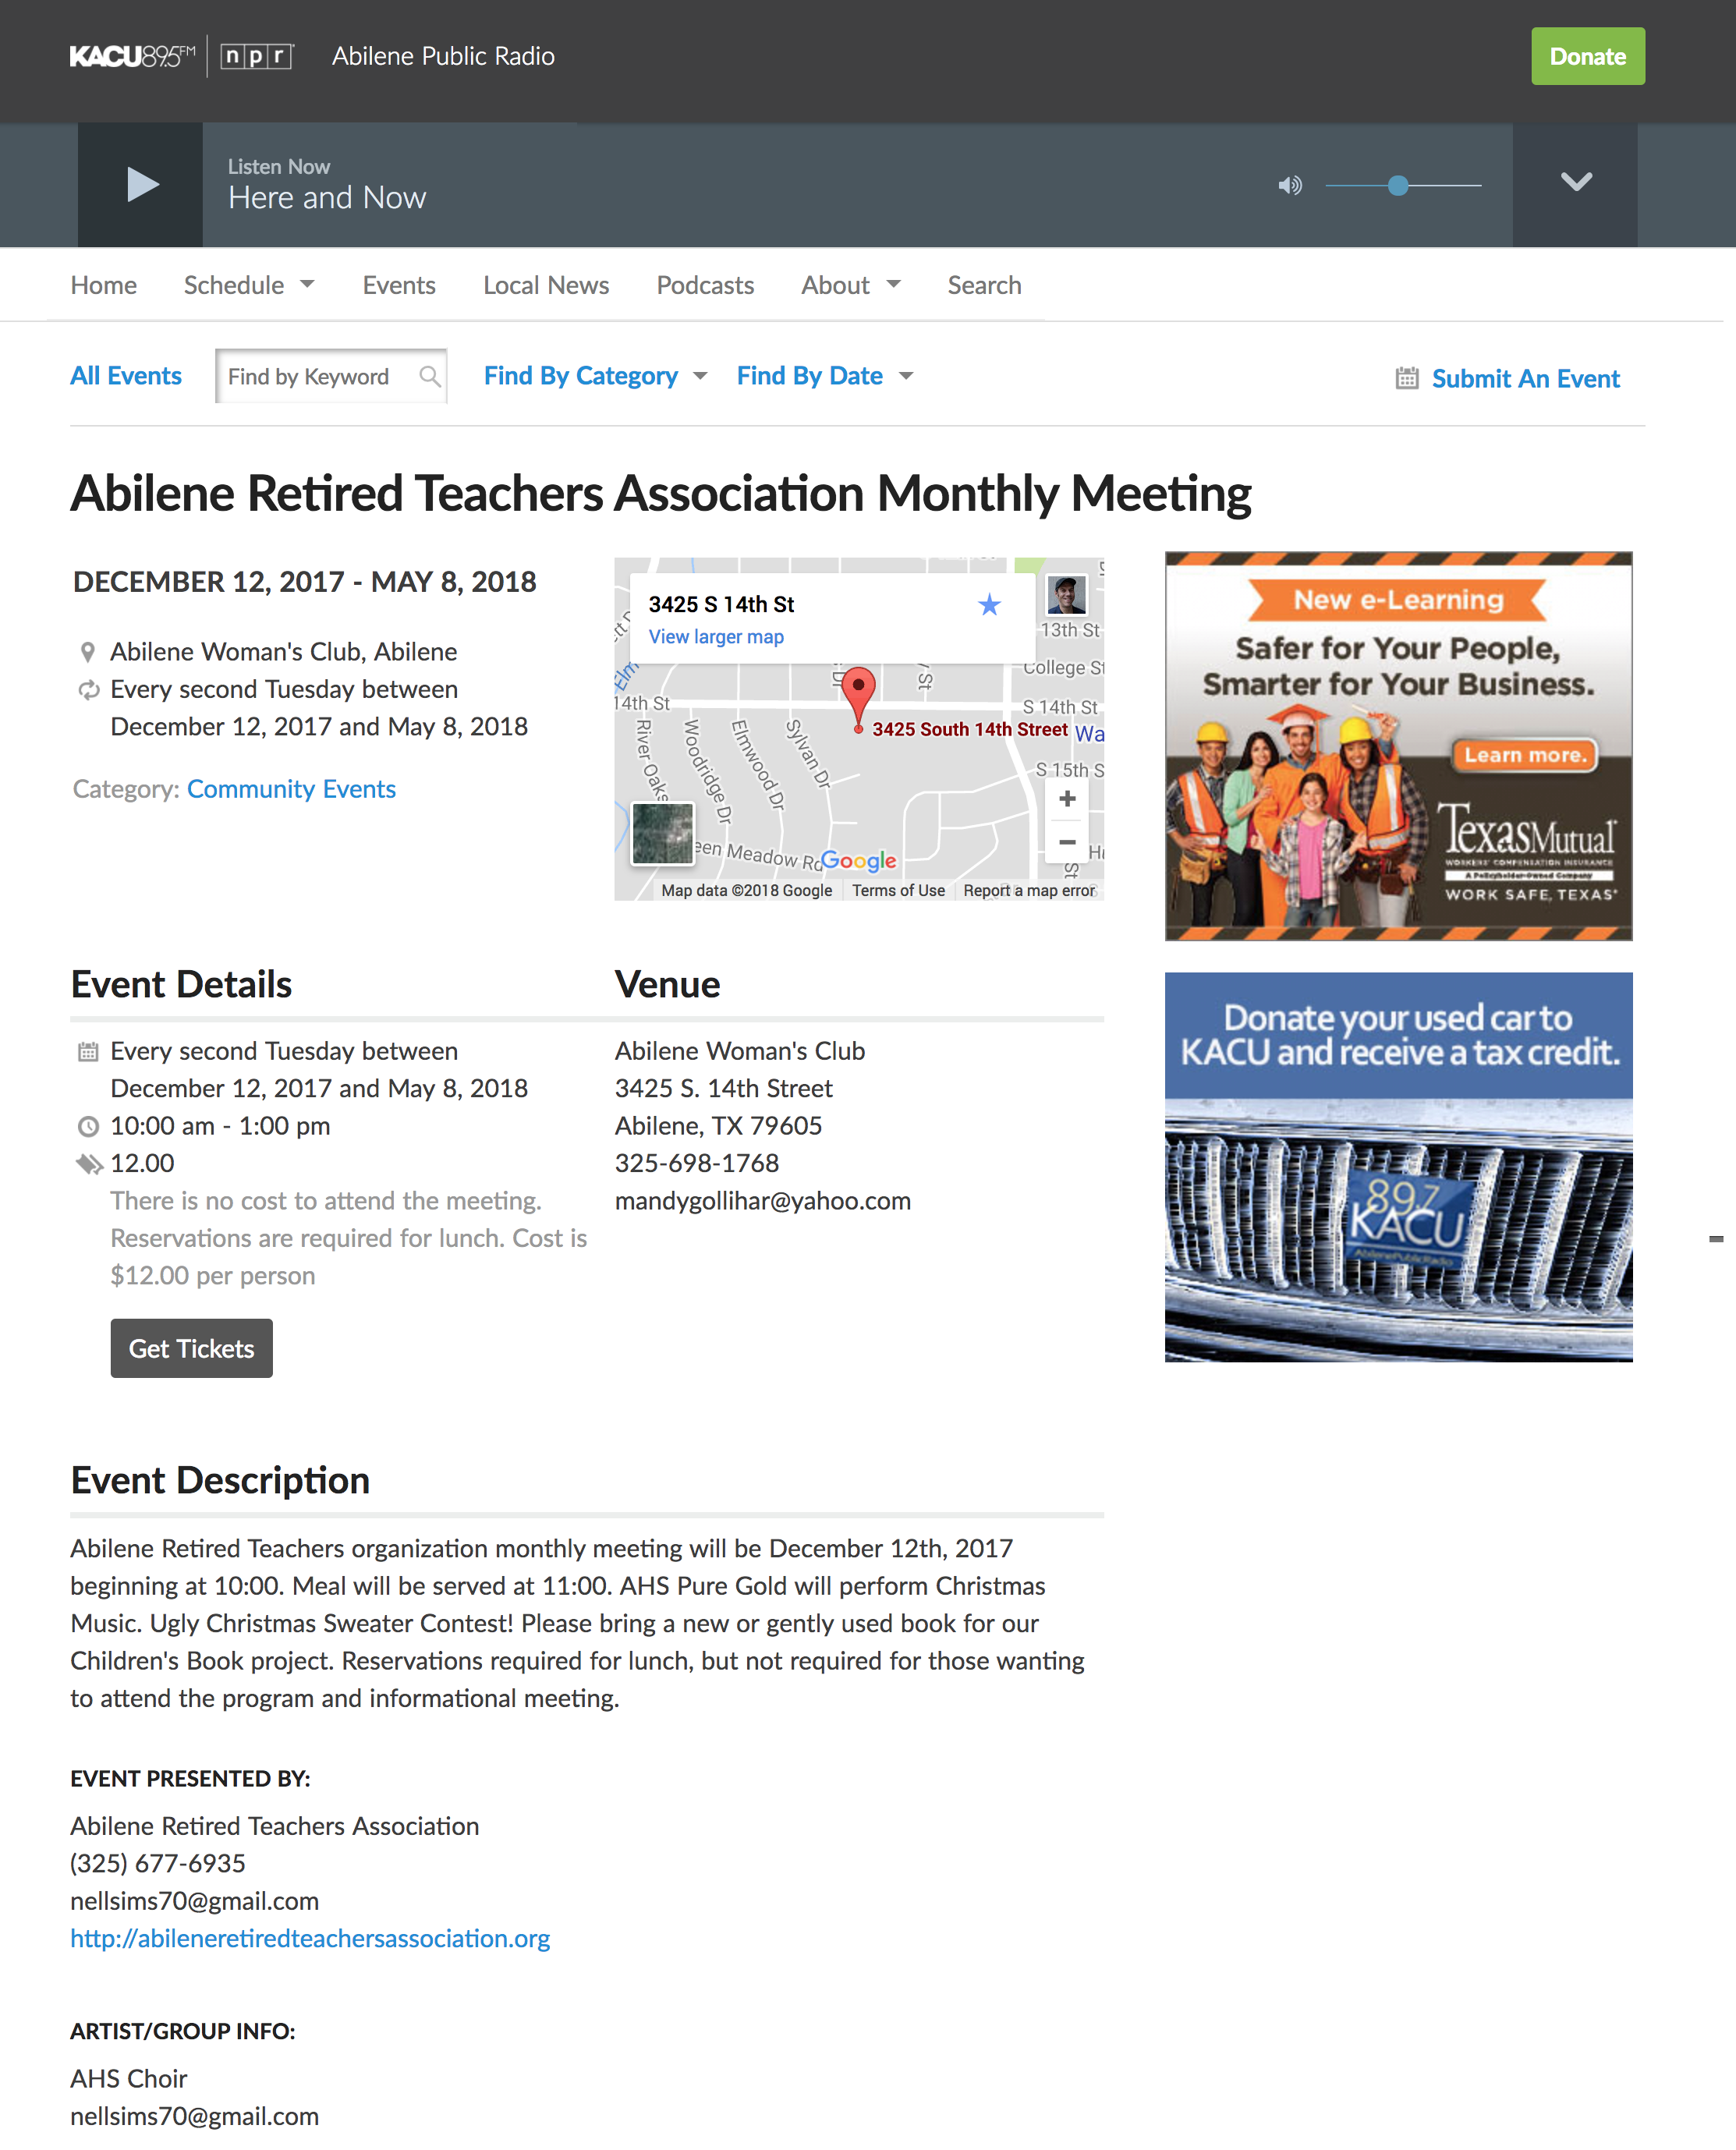 KACU89.5FM npr Abilene Public Radio Donate
Listen Now
Here and Now
Home Schedule Events Local News Podcasts About Search
All Events Find by Keyword Find By Category Find By Date Submit An Event
Abilene Retired Teachers Association Monthly Meeting
DECEMBER 12, 2017 - MAY 8, 2018
Abilene Woman's Club, Abilene
Every second Tuesday between
December 12, 2017 and May 8, 2018
Category: Community Events
3425 S 14th St
View larger map
13th St
College St
14th St
S 14th St
3425 South 14th Street
Wa
S 15th S
River Oaks
Woodridge Dr
Elmwood Dr
Sylvan Dr
Elm
een Meadow Rd
Google
Map data ©2018 Google Terms of Use Report a map error
New e-Learning
Safer for Your People,
Smarter for Your Business.
Learn more.
TexasMutual
WORKERS' COMPENSATION INSURANCE
A Policyholder-Owned Company
WORK SAFE, TEXAS
Event Details
Every second Tuesday between
December 12, 2017 and May 8, 2018
10:00 am - 1:00 pm
12.00
There is no cost to attend the meeting.
Reservations are required for lunch. Cost is
$12.00 per person
Get Tickets
Venue
Abilene Woman's Club
3425 S. 14th Street
Abilene, TX 79605
325-698-1768
mandygollihar@yahoo.com
Donate your used car to
KACU and receive a tax credit.
89.7
KACU
AbilenePublicRadio
Event Description
Abilene Retired Teachers organization monthly meeting will be December 12th, 2017
beginning at 10:00. Meal will be served at 11:00. AHS Pure Gold will perform Christmas
Music. Ugly Christmas Sweater Contest! Please bring a new or gently used book for our
Children's Book project. Reservations required for lunch, but not required for those wanting
to attend the program and informational meeting.
EVENT PRESENTED BY:
Abilene Retired Teachers Association
(325) 677-6935
nellsims70@gmail.com
http://abileneretiredteachersassociation.org
ARTIST/GROUP INFO:
AHS Choir
nellsims70@gmail.com